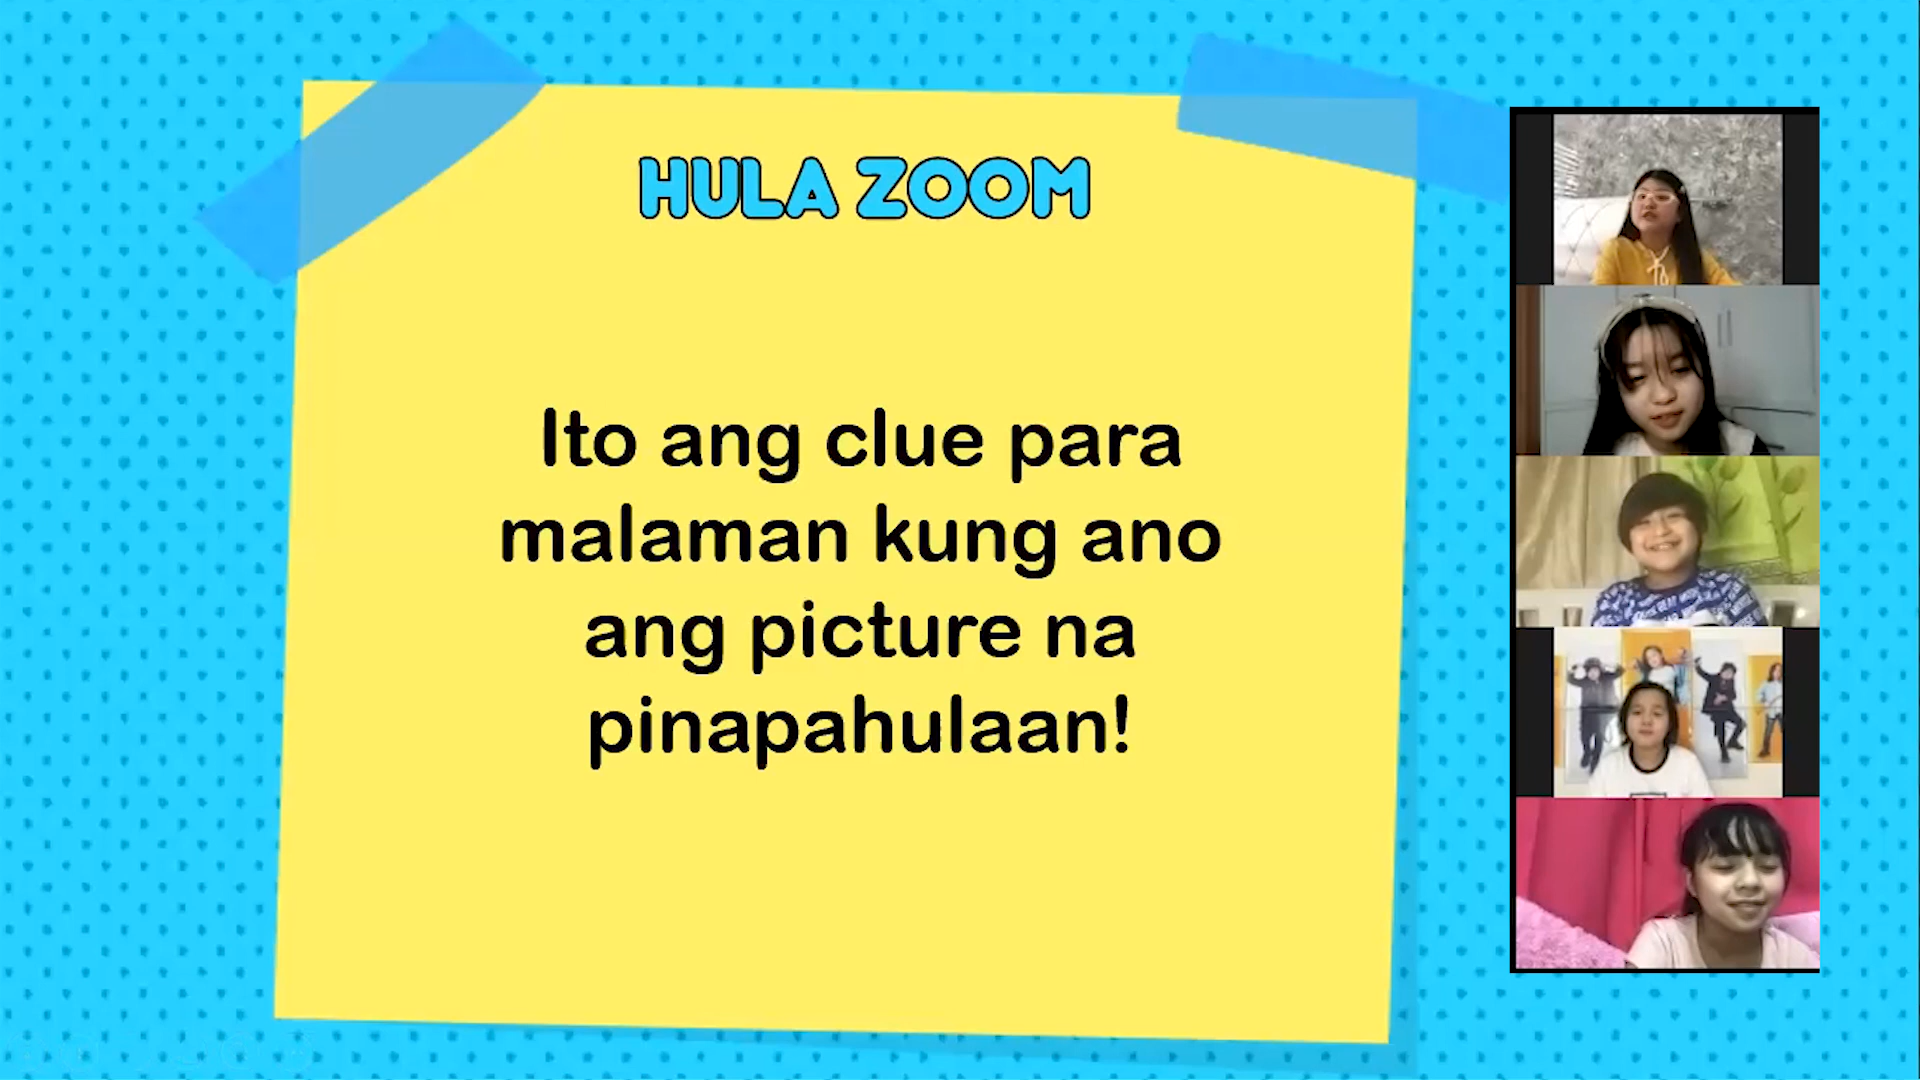 HULA ZOOM
Ito ang clue para
malaman kung ano
ang picture na
pinapahulaan!